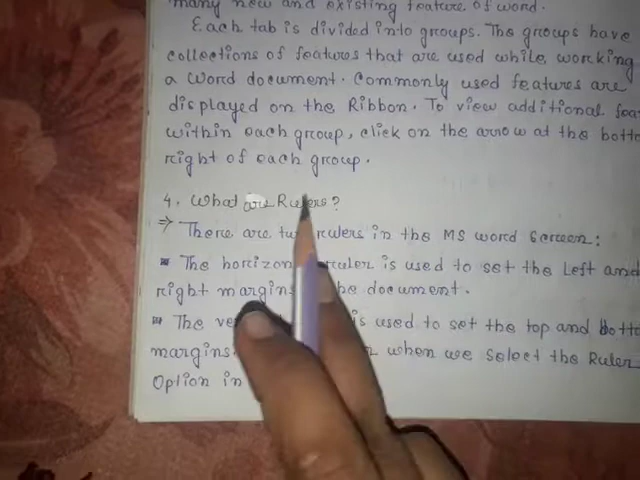 many new and existing feature of word.
Each tab is divided into groups. The groups have
collections of features that are used while working
a word document. Commonly used features are
displayed on the Ribbon. To view additional fea
within each group, click on the arrow at the botto
right of each group.
4. What are Rulers?
⇒ There are rulers in the MS word Screen:
▪ The horizon ruler is used to set the Left and
right margins he document.
▪ The ve is used to set the top and botto
margins. when we select the Ruler
Option in